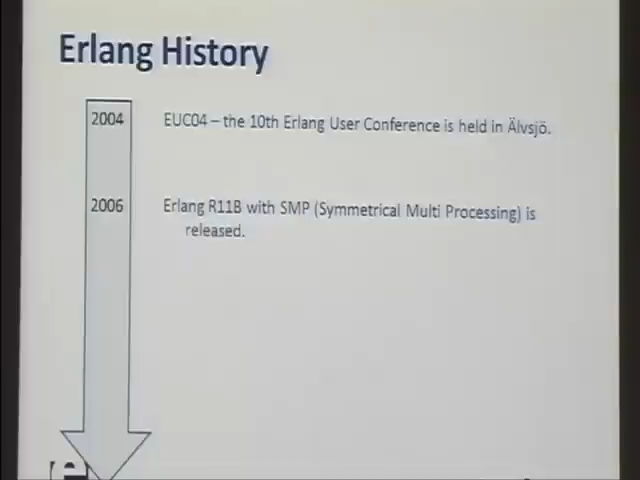 Erlang History
2004
EUC04 – the 10th Erlang User Conference is held in Älvsjö.
2006
Erlang R11B with SMP (Symmetrical Multi Processing) is
released.
e